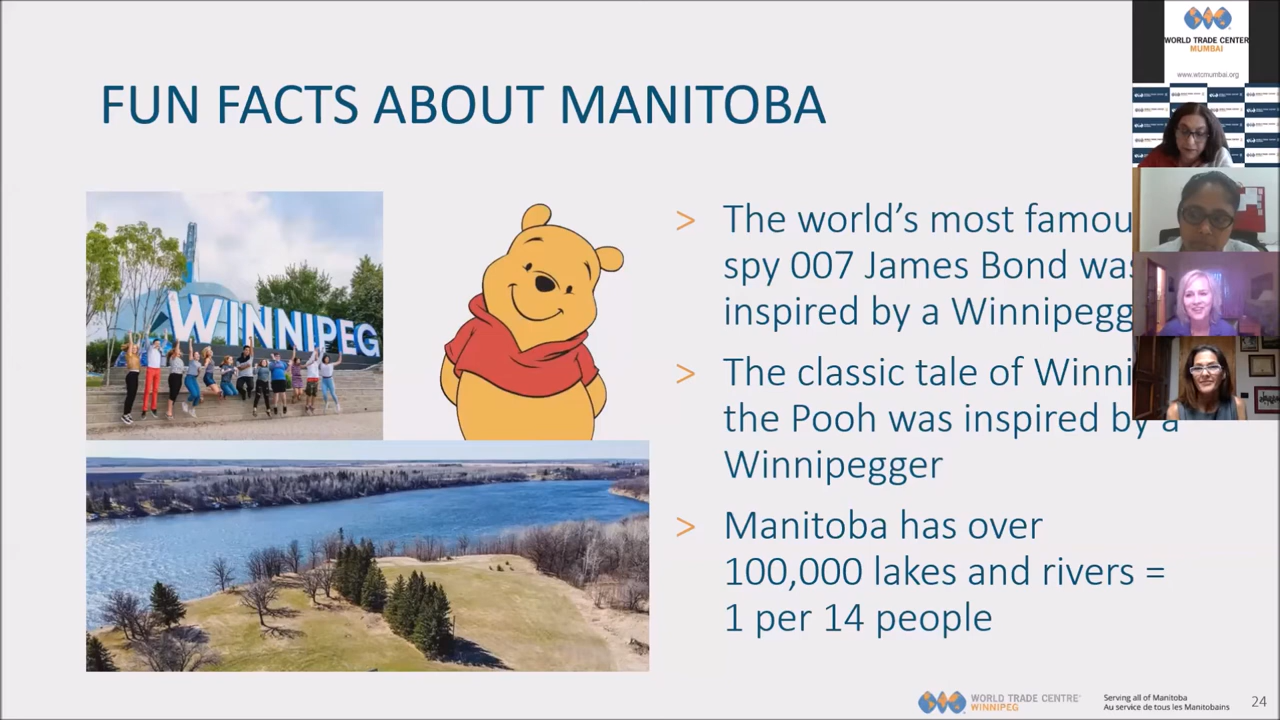 FUN FACTS ABOUT MANITOBA
WINNIPEG
> The world’s most famou
> spy 007 James Bond was
inspired by a Winnipegg
> The classic tale of Winni
the Pooh was inspired by a
Winnipegger
> Manitoba has over
100,000 lakes and rivers =
1 per 14 people
WORLD TRADE CENTER
MUMBAI
www.wtcmumbai.org
WORLD TRADE CENTRE
WINNIPEG
Serving all of Manitoba
Au service de tous les Manitobains
24